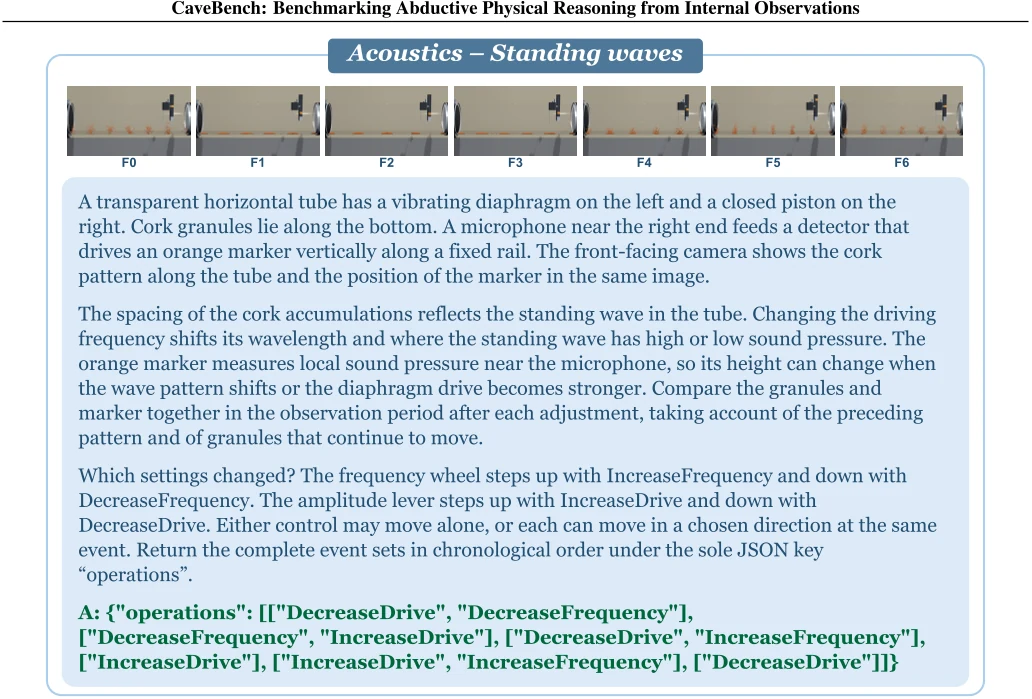 CaveBench: Benchmarking Abductive Physical Reasoning from Internal Observations
Acoustics – Standing waves
F0 F1 F2 F3 F4 F5 F6
A transparent horizontal tube has a vibrating diaphragm on the left and a closed piston on the
right. Cork granules lie along the bottom. A microphone near the right end feeds a detector that
drives an orange marker vertically along a fixed rail. The front-facing camera shows the cork
pattern along the tube and the position of the marker in the same image.
The spacing of the cork accumulations reflects the standing wave in the tube. Changing the driving
frequency shifts its wavelength and where the standing wave has high or low sound pressure. The
orange marker measures local sound pressure near the microphone, so its height can change when
the wave pattern shifts or the diaphragm drive becomes stronger. Compare the granules and
marker together in the observation period after each adjustment, taking account of the preceding
pattern and of granules that continue to move.
Which settings changed? The frequency wheel steps up with IncreaseFrequency and down with
DecreaseFrequency. The amplitude lever steps up with IncreaseDrive and down with
DecreaseDrive. Either control may move alone, or each can move in a chosen direction at the same
event. Return the complete event sets in chronological order under the sole JSON key
“operations”.
A: {"operations": [["DecreaseDrive", "DecreaseFrequency"],
["DecreaseFrequency", "IncreaseDrive"], ["DecreaseDrive", "IncreaseFrequency"],
["IncreaseDrive"], ["IncreaseDrive", "IncreaseFrequency"], ["DecreaseDrive"]]}